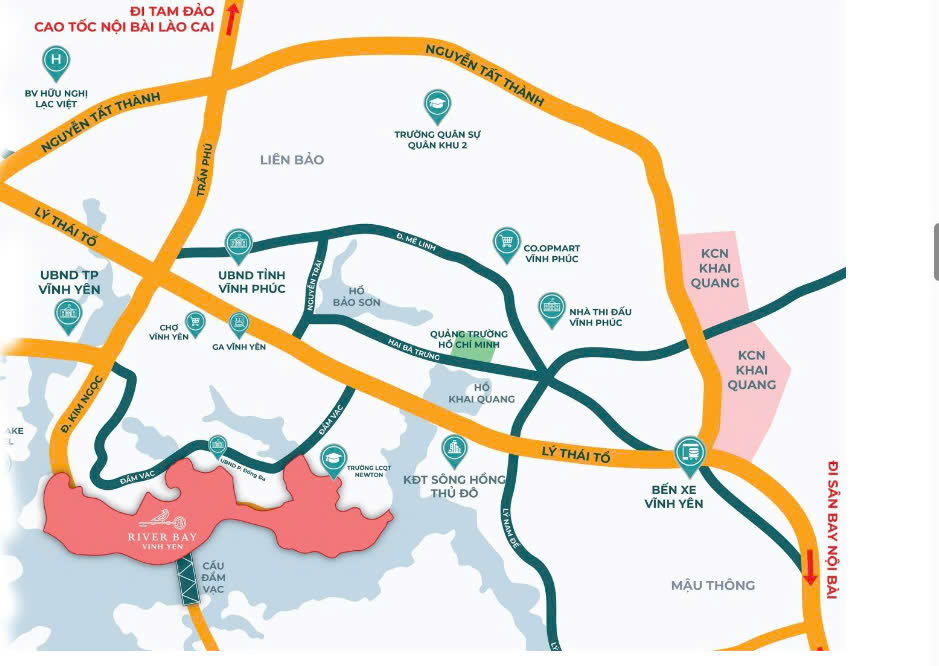 ĐI TAM ĐẢO
CAO TỐC NỘI BÀI LÀO CAI
BV HỮU NGHỊ
LẠC VIỆT
NGUYỄN TẤT THÀNH
NGUYỄN TẤT THÀNH
TRƯỜNG QUÂN SỰ
QUÂN KHU 2
LIÊN BẢO
TRẦN PHÚ
LÝ THÁI TỔ
UBND TP
VĨNH YÊN
UBND TỈNH
VĨNH PHÚC
Đ. MÊ LINH
CO.OPMART
VĨNH PHÚC
KCN
KHAI
QUANG
NGUYỄN TRÃI
HỒ
BẢO SƠN
CHỢ
VĨNH YÊN
GA VĨNH YÊN
NHÀ THI ĐẤU
VĨNH PHÚC
QUẢNG TRƯỜNG
HỒ CHÍ MINH
HAI BÀ TRƯNG
KCN
KHAI
QUANG
HỒ
KHAI QUANG
Đ. KIM NGỌC
AKE
EL
ĐẦM VẠC
ĐẦM VẠC
UBND P. Đống Đa
TRƯỜNG LCQT
NEWTON
KĐT SÔNG HỒNG
THỦ ĐÔ
LÝ THÁI TỔ
BẾN XE
VĨNH YÊN
ĐI SÂN BAY NỘI BÀI
RIVER BAY
VINH YEN
CẦU
ĐẦM
VẠC
LÝ NAM ĐẾ
MẬU THÔNG
LÝ